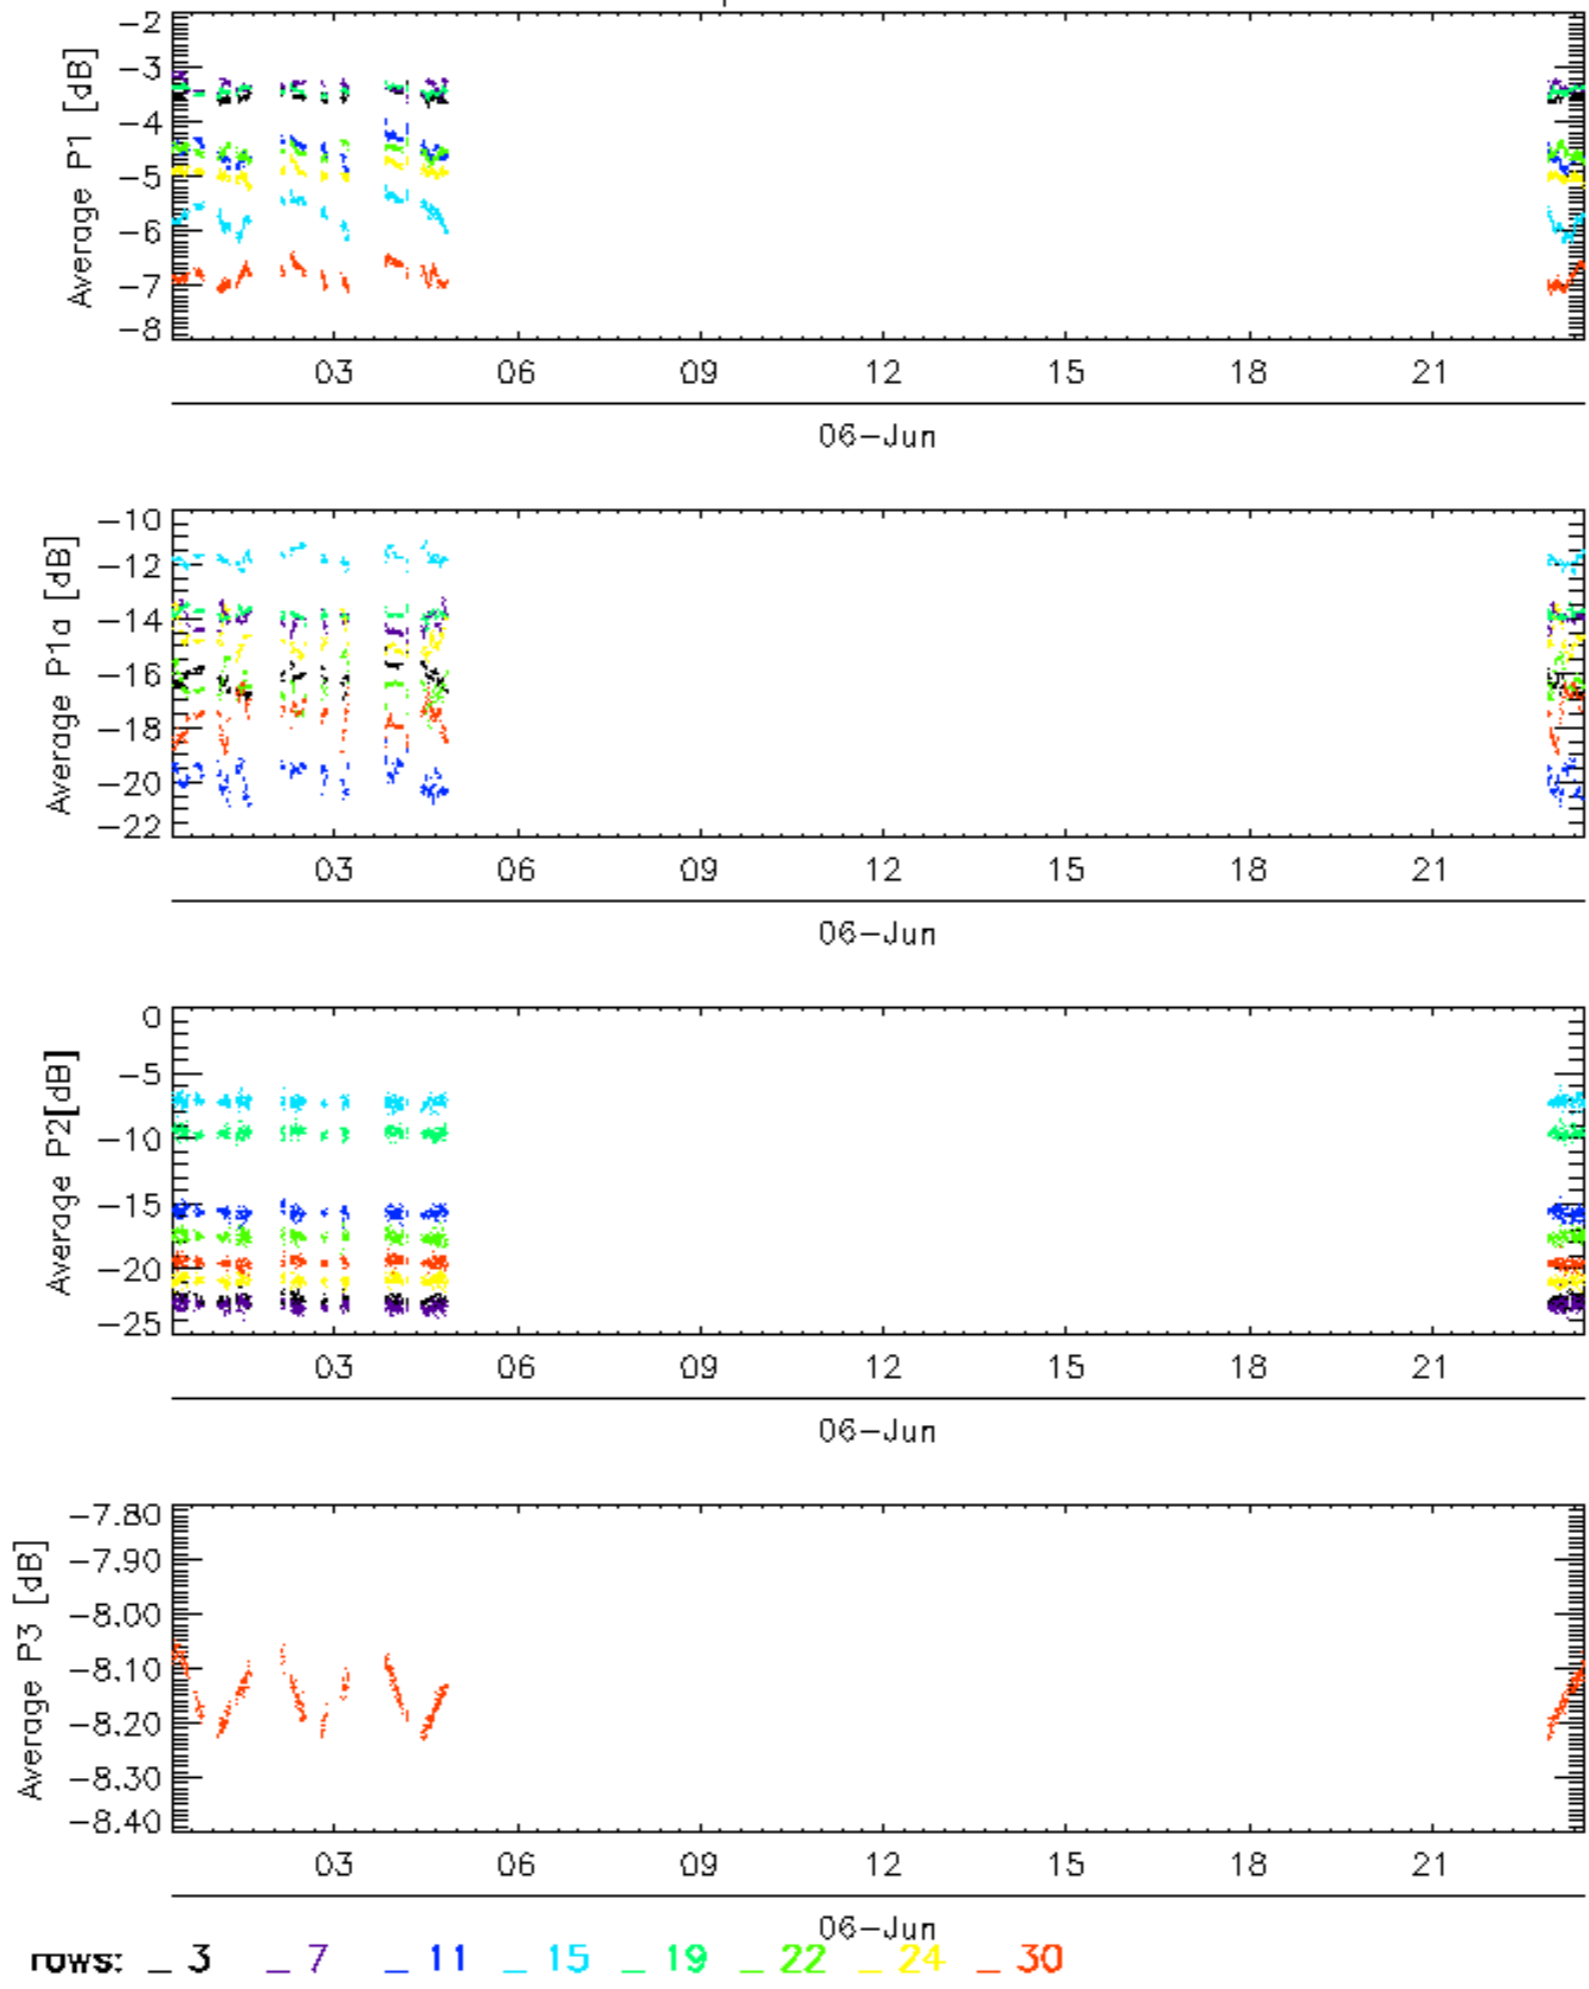 Average P1 [dB]
-2
-3
-4
-5
-6
-7
-8
03 06 09 12 15 18 21
06-Jun
Average P1a [dB]
-10
-12
-14
-16
-18
-20
-22
03 06 09 12 15 18 21
06-Jun
Average P2[dB]
0
-5
-10
-15
-20
-25
03 06 09 12 15 18 21
06-Jun
Average P3 [dB]
-7.80
-7.90
-8.00
-8.10
-8.20
-8.30
-8.40
03 06 09 12 15 18 21
06-Jun
rows: _ 3 _ 7 _ 11 _ 15 _ 19 _ 22 _ 24 _ 30